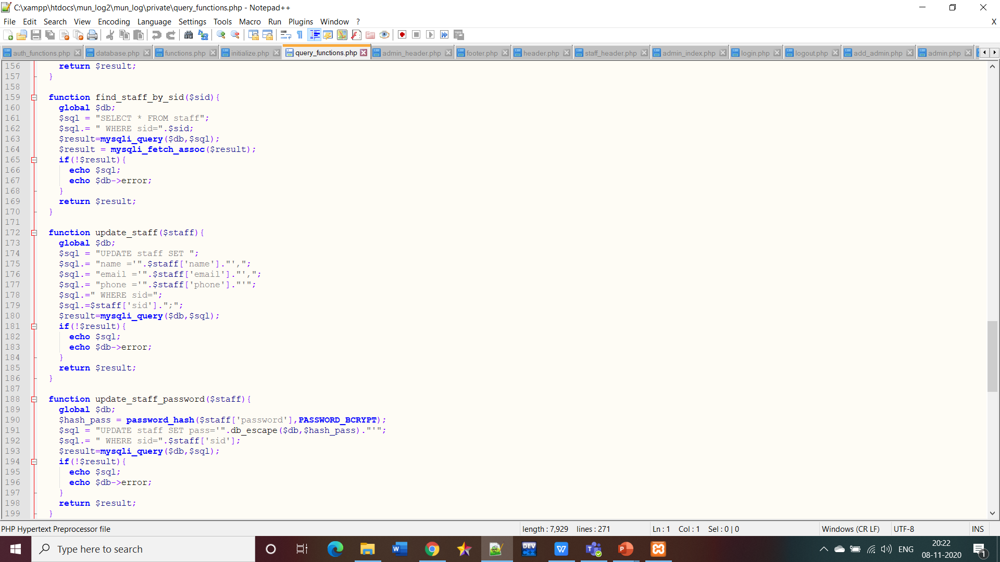 C:\xampp\htdocs\mun_log2\mun_log\private\query_functions.php - Notepad++
File Edit Search View Encoding Language Settings Tools Macro Run Plugins Window ? X
auth_functions.php database.php functions.php initialize.php query_functions.php admin_header.php footer.php header.php staff_header.php admin_index.php login.php logout.php add_admin.php admin.php
156 return $result;
157 }
158
159 function find_staff_by_sid($sid){
160 global $db;
161 $sql = "SELECT * FROM staff";
162 $sql.= " WHERE sid=".$sid;
163 $result=mysqli_query($db,$sql);
164 $result = mysqli_fetch_assoc($result);
165 if(!$result){
166 echo $sql;
167 echo $db->error;
168 }
169 return $result;
170 }
171
172 function update_staff($staff){
173 global $db;
174 $sql = "UPDATE staff SET ";
175 $sql.= "name ='".$staff['name']."',";
176 $sql.= "email ='".$staff['email']."',";
177 $sql.= "phone ='".$staff['phone']."'";
178 $sql.=" WHERE sid=";
179 $sql.=$staff['sid'].";";
180 $result=mysqli_query($db,$sql);
181 if(!$result){
182 echo $sql;
183 echo $db->error;
184 }
185 return $result;
186 }
187
188 function update_staff_password($staff){
189 global $db;
190 $hash_pass = password_hash($staff['password'],PASSWORD_BCRYPT);
191 $sql = "UPDATE staff SET pass='".db_escape($db,$hash_pass)."'";
192 $sql.= " WHERE sid=".$staff['sid'];
193 $result=mysqli_query($db,$sql);
194 if(!$result){
195 echo $sql;
196 echo $db->error;
197 }
198 return $result;
199 }
PHP Hypertext Preprocessor file length : 7,929 lines : 271 Ln : 1 Col : 1 Sel : 0 | 0 Windows (CR LF) UTF-8 INS
Type here to search DEV ENG 20:22
08-11-2020 1